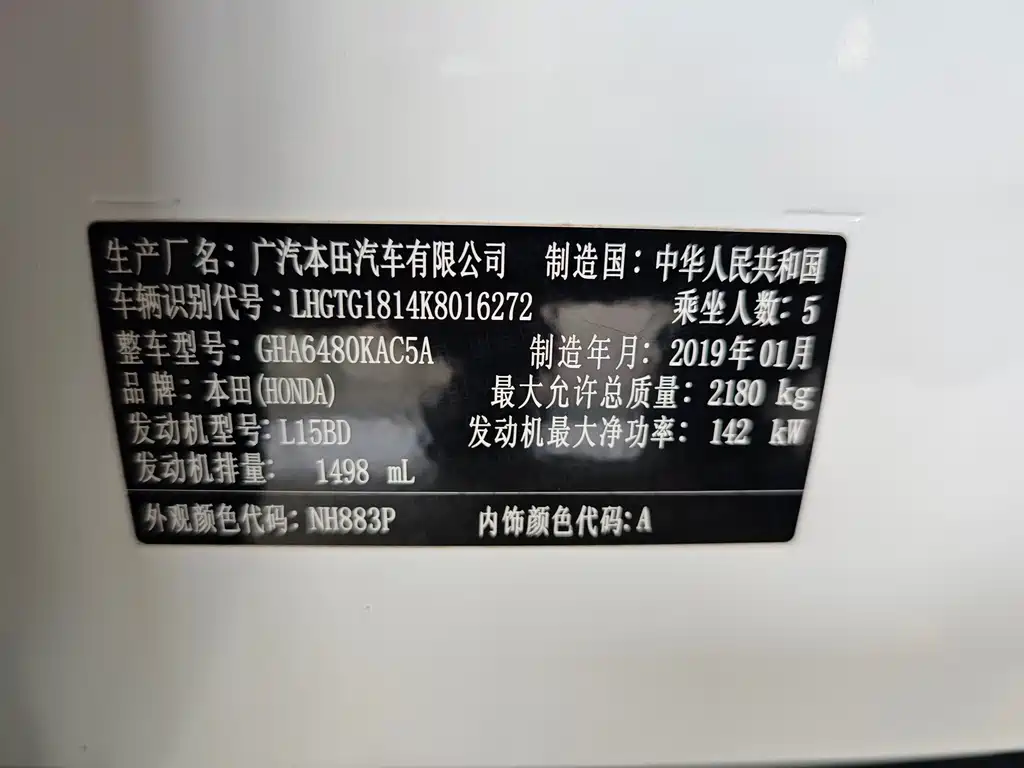 生产厂名：广汽本田汽车有限公司 制造国：中华人民共和国
车辆识别代号：LHGTG1814K8016272 乘坐人数：5
整车型号：GHA6480KAC5A 制造年月：2019年01月
品牌：本田(HONDA) 最大允许总质量：2180 kg
发动机型号：L15BD 发动机最大净功率：142 kW
发动机排量： 1498 mL
外观颜色代码：NH883P 内饰颜色代码：A